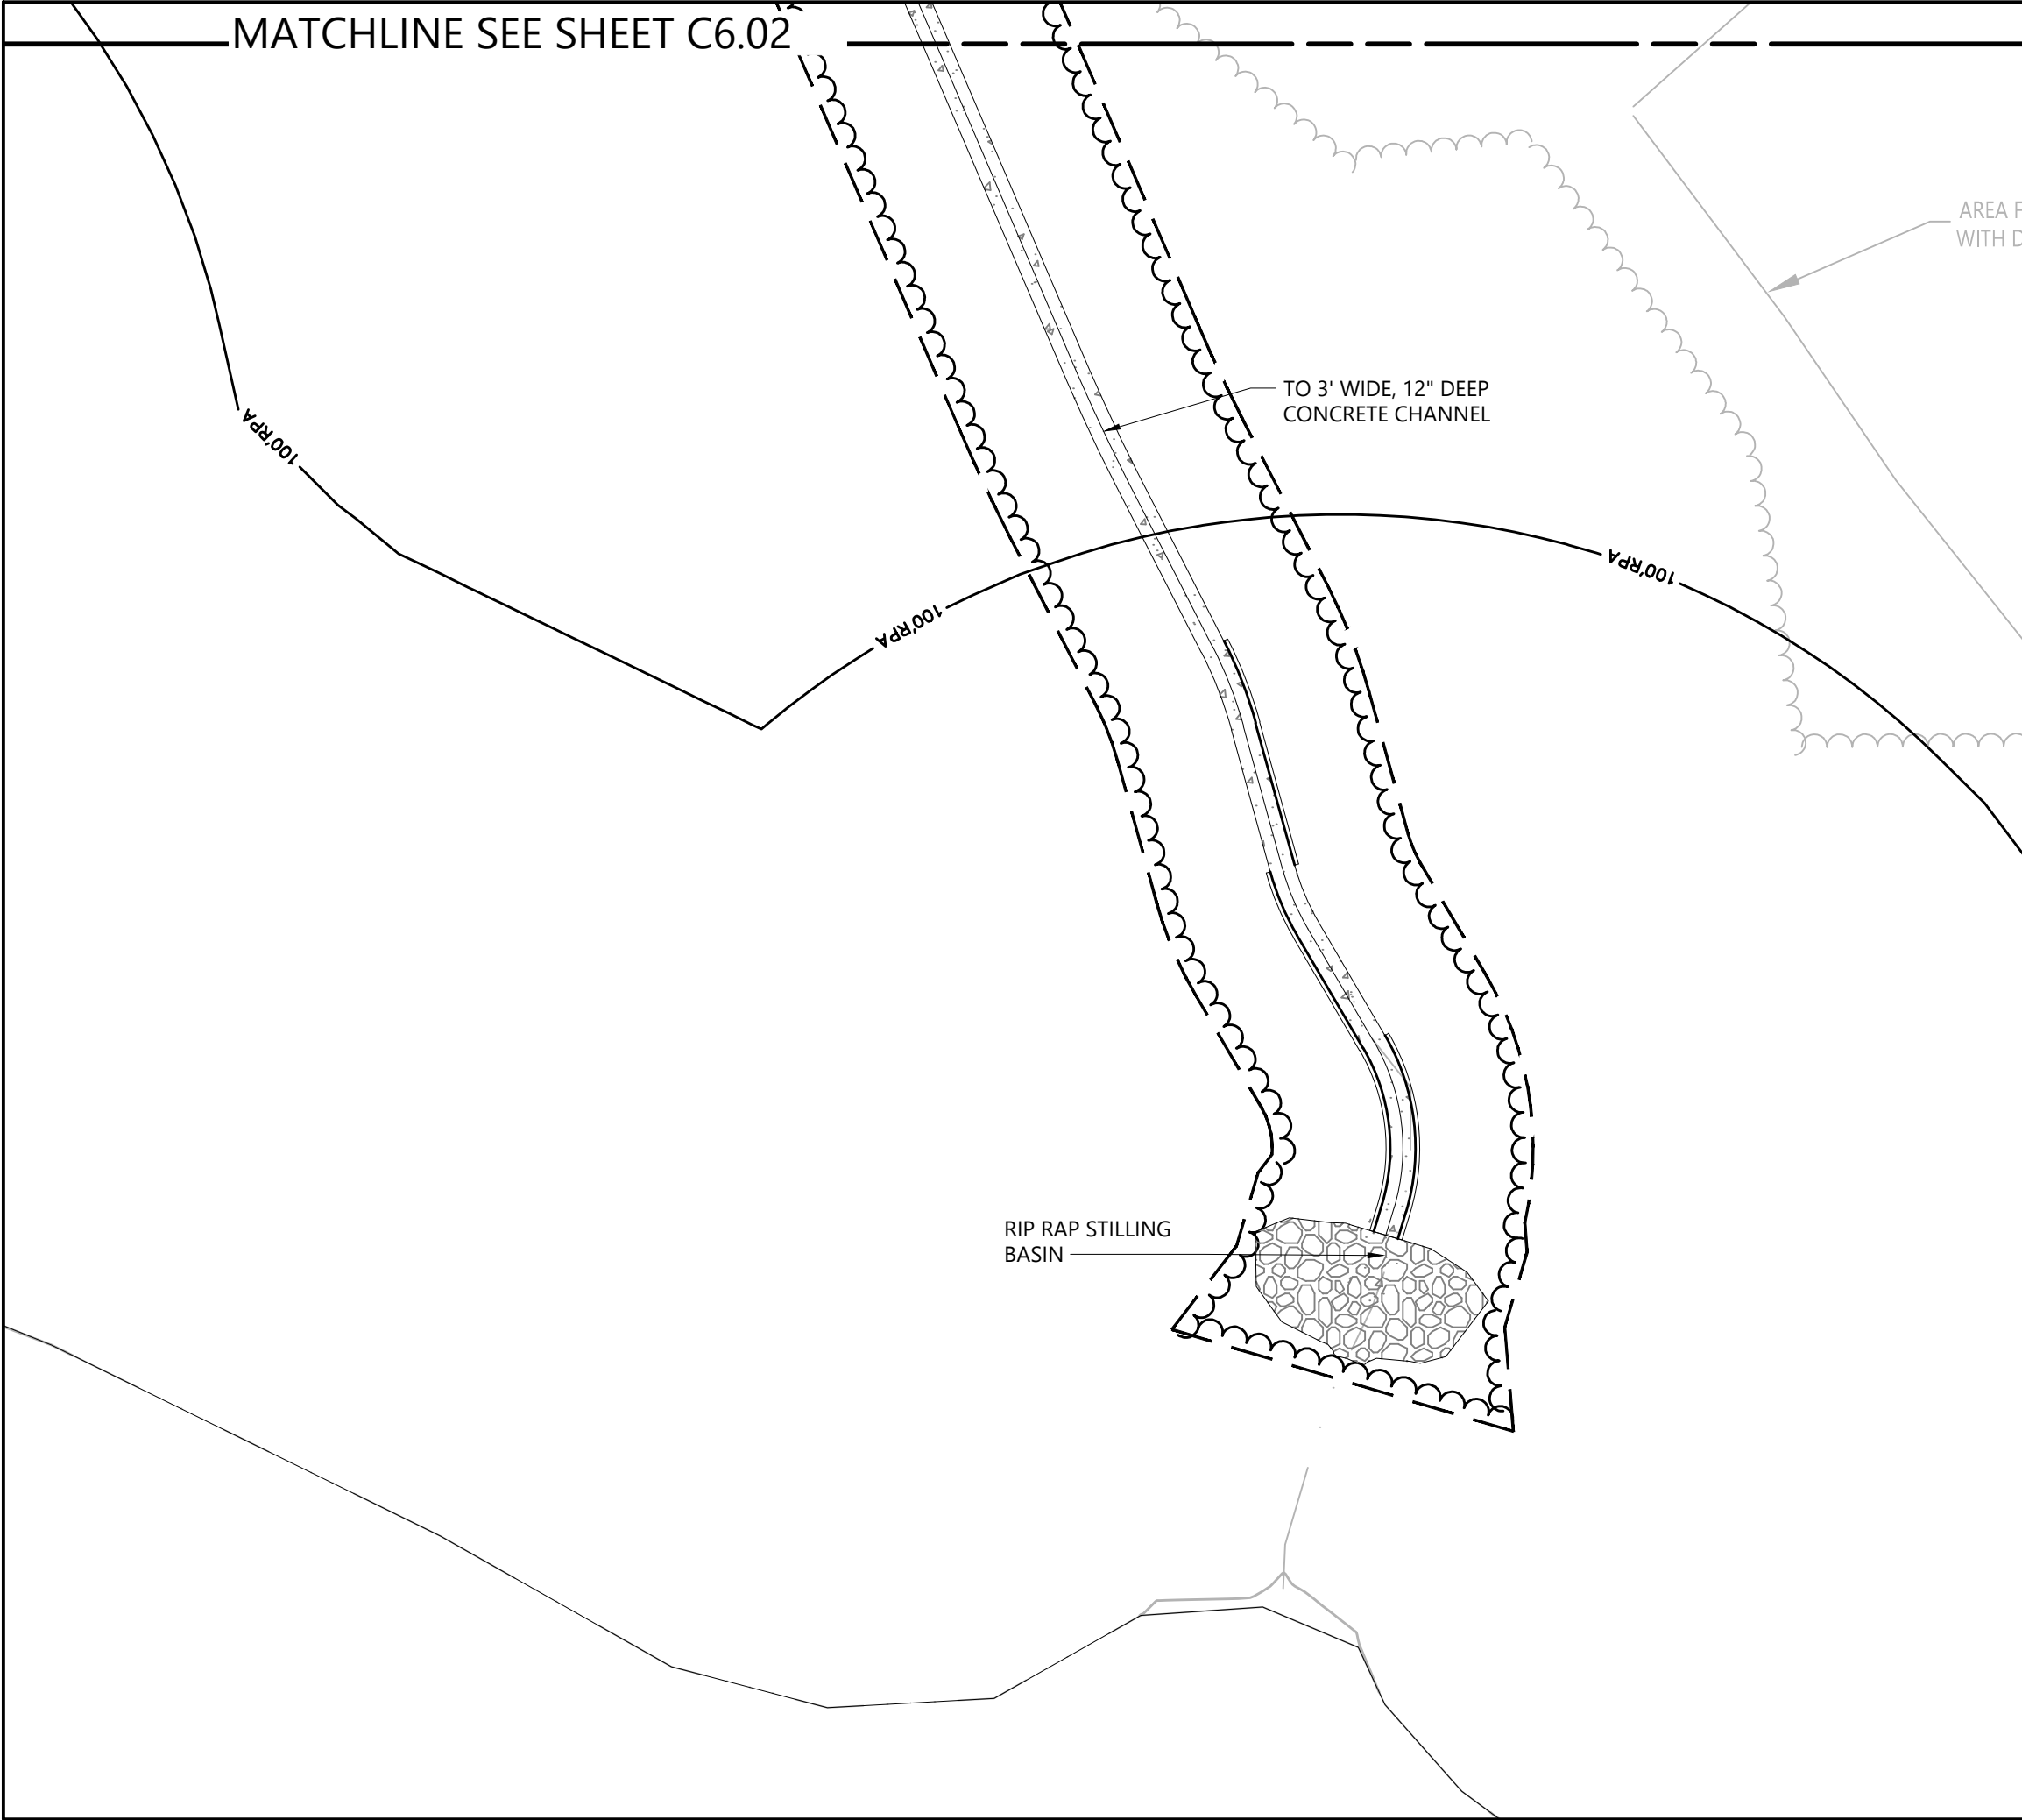 MATCHLINE SEE SHEET C6.02
AREA F
WITH D
TO 3' WIDE, 12" DEEP
CONCRETE CHANNEL
100'RPA
100'RPA
100'RPA
RIP RAP STILLING
BASIN